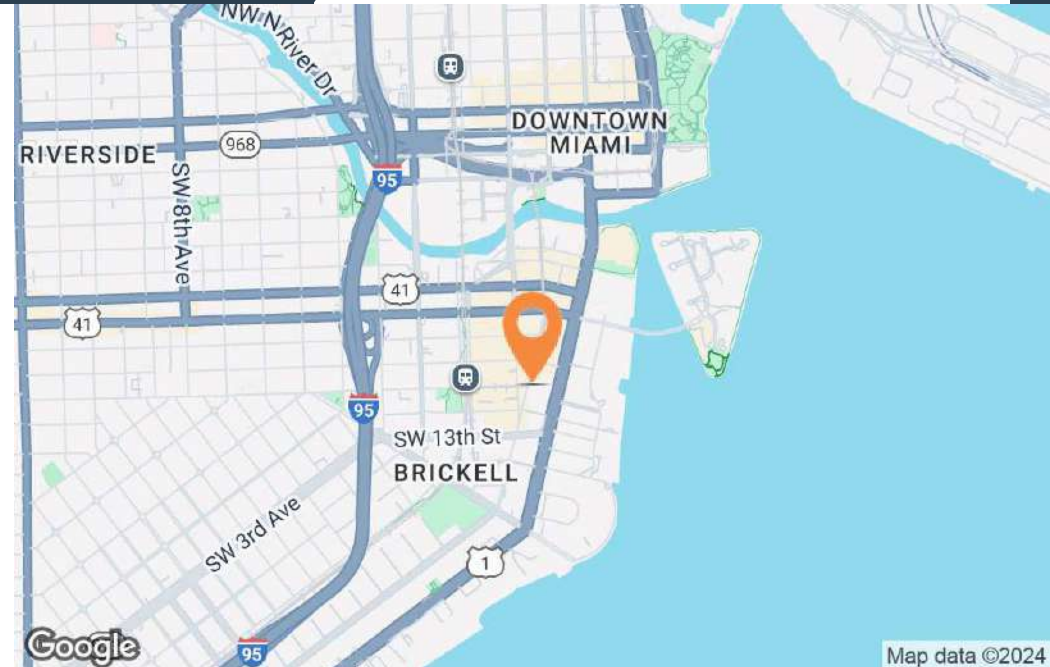 NW N River Dr
DOWNTOWN
MIAMI
968
RIVERSIDE
95
SW 8th Ave
41
41
95
SW 13th St
BRICKELL
SW 3rd Ave
1
95
Google
Map data ©2024